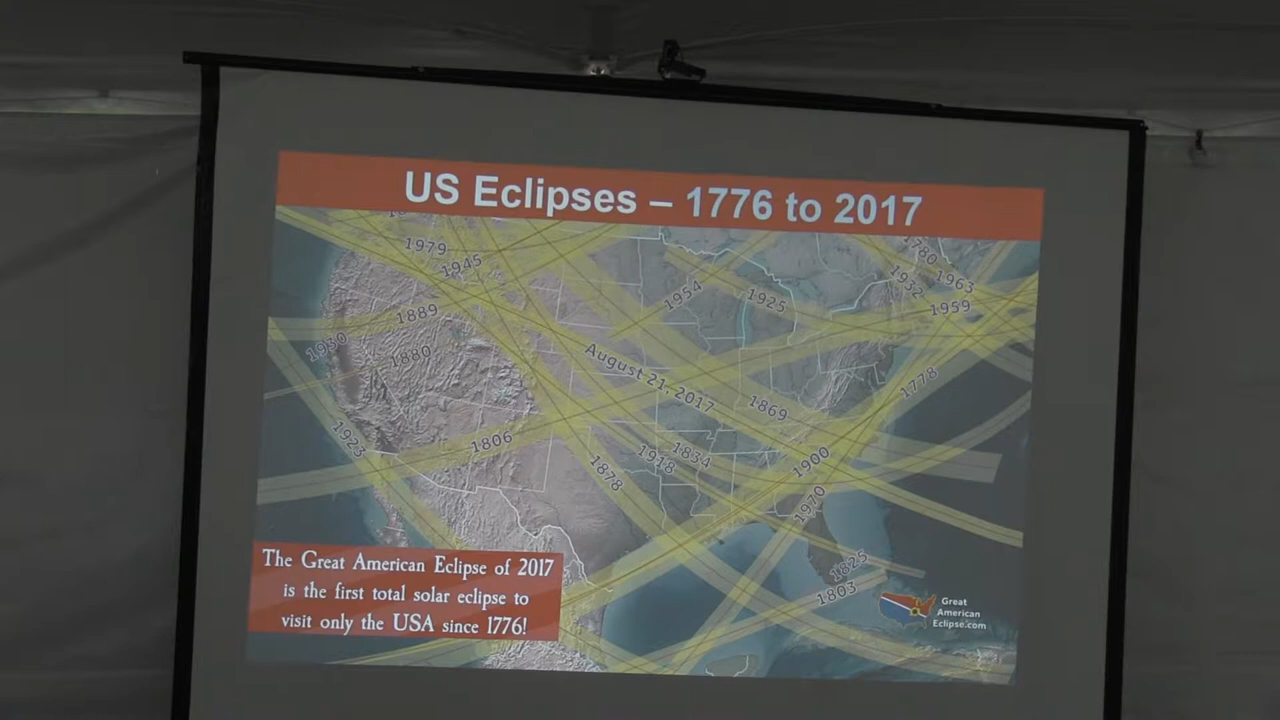 US Eclipses – 1776 to 2017
1979
1945
1780
1963
1932
1954
1925
1959
1889
1930
1880
August 21, 2017
1778
1869
1923
1806
1834
1918
1900
1878
1970
1825
1803
The Great American Eclipse of 2017
is the first total solar eclipse to
visit only the USA since 1776!
Great
American
Eclipse.com